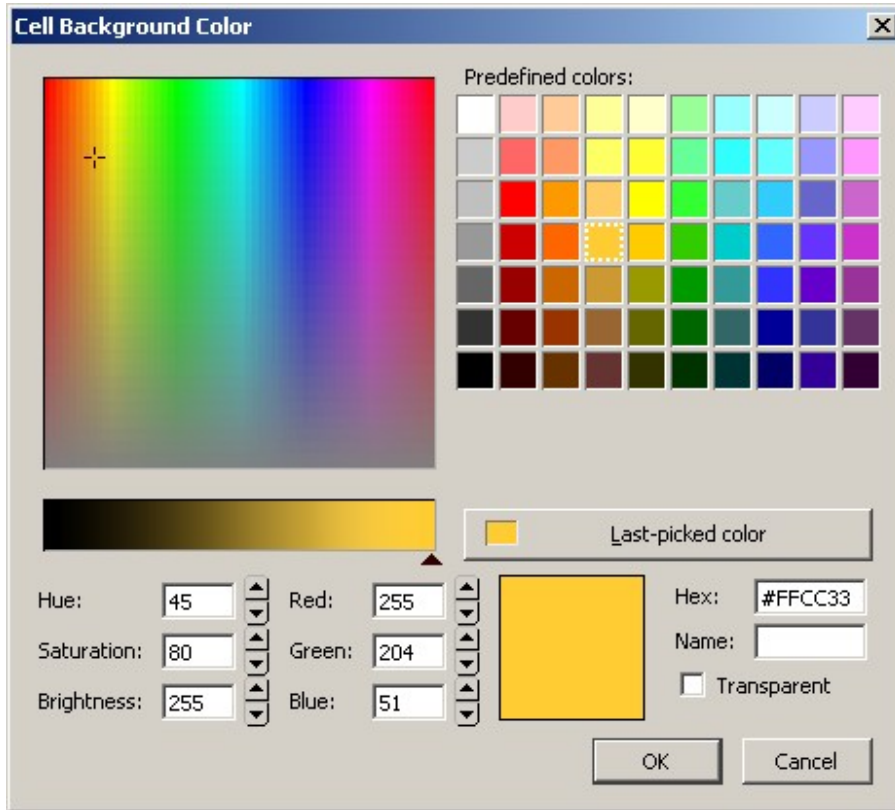 Cell Background Color
Predefined colors:
Last-picked color
Hue: 45 Red: 255 Hex: #FFCC33
Saturation: 80 Green: 204 Name:
Transparent
Brightness: 255 Blue: 51
OK Cancel